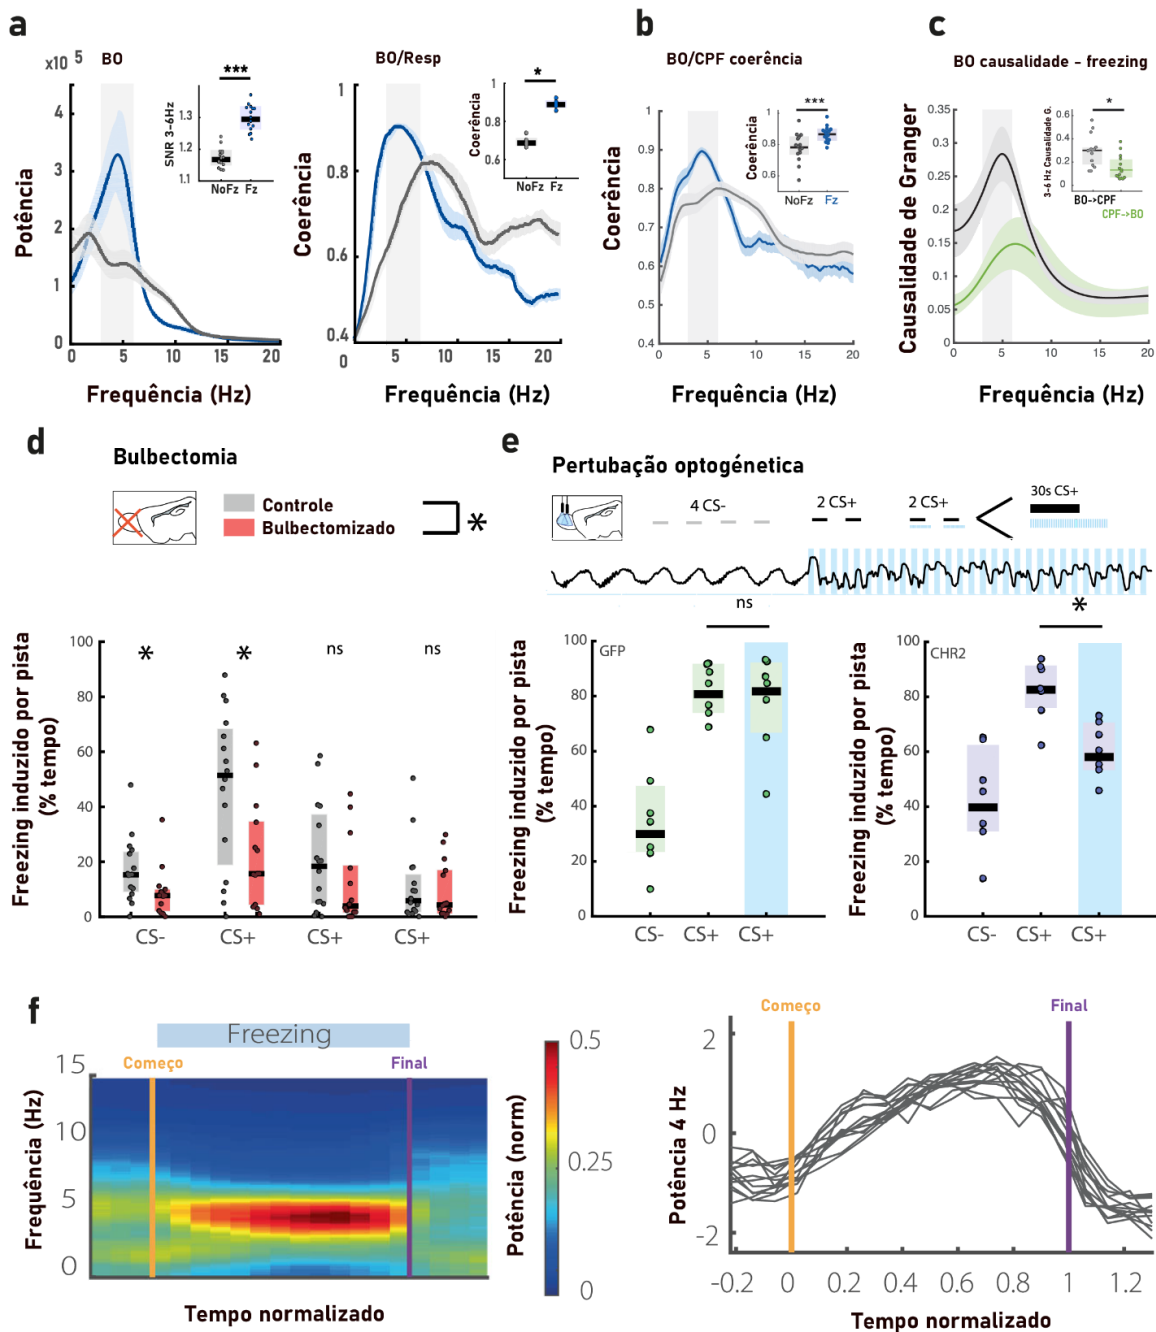 a
BO
x10 5
5
4
3
2
1
0
0
5
10
15
20
Potência
Frequência (Hz)
***
SNR 3-6Hz
1.3
1.2
1.1
NoFz
Fz
BO/Resp
1
0.8
0.6
0.4
0
5
10
15
20
Coerência
Frequência (Hz)
*
Coerência
1
0.8
0.6
NoFz
Fz
b
BO/CPF coerência
1
0.9
0.8
0.7
0.6
0.5
0.4
0
5
10
15
20
Coerência
Frequência (Hz)
***
Coerência
1
0.8
0.6
NoFz
Fz
c
BO causalidade - freezing
0.35
0.3
0.25
0.2
0.15
0.1
0.05
0
0
5
10
15
20
Causalidade de Granger
Frequência (Hz)
*
3-6 Hz Causalidade G.
0.6
0.4
0.2
0
BO->CPF
CPF->BO
d
Bulbectomia
Controle
Bulbectomizado
*
*
*
ns
ns
100
80
60
40
20
0
Freezing induzido por pista
(% tempo)
CS-
CS+
CS+
CS+
e
Pertubação optogénetica
4 CS-
2 CS+
2 CS+
30s CS+
ns
*
GFP
100
80
60
40
20
0
Freezing induzido por pista
(% tempo)
CS-
CS+
CS+
CHR2
100
80
60
40
20
0
Freezing induzido por pista
(% tempo)
CS-
CS+
CS+
f
Freezing
Começo
Final
15
10
5
0
Frequência (Hz)
Tempo normalizado
0.5
0.25
0
Potência (norm)
Começo
Final
2
0
-2
Potência 4 Hz
-0.2
0
0.2
0.4
0.6
0.8
1
1.2
Tempo normalizado